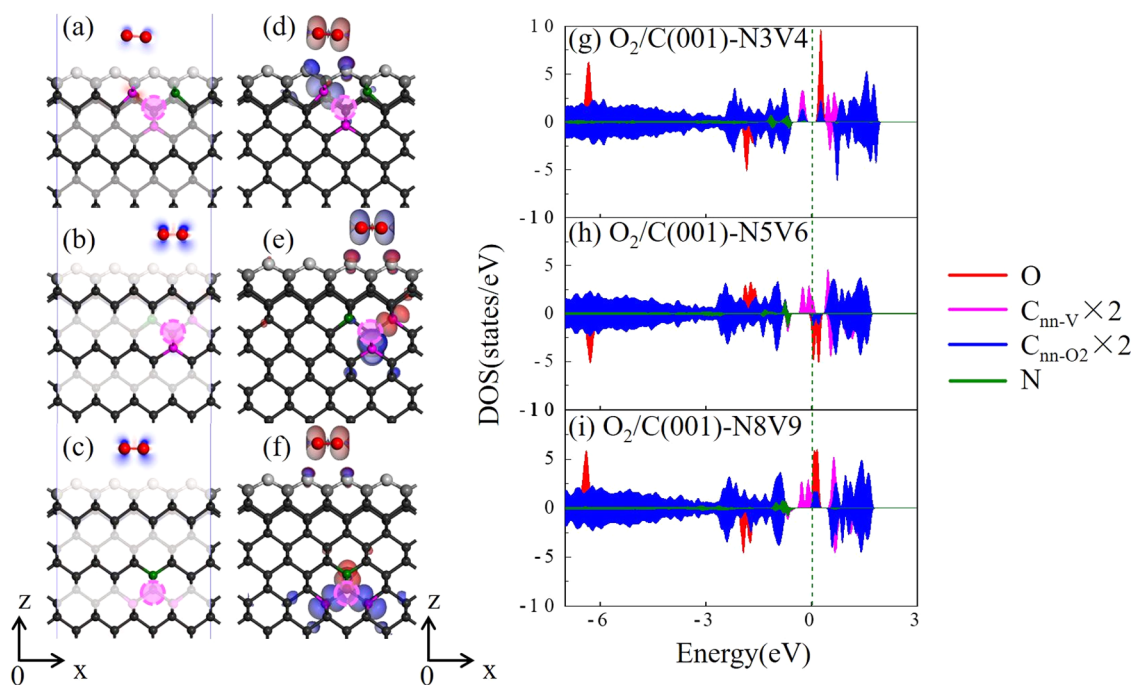 (a)
(d)
(b)
(e)
(c)
(f)
z
0
x
z
0
x
DOS(states/eV)
10
(g) O₂/C(001)-N3V4
5
0
-5
-10
(h) O₂/C(001)-N5V6
5
0
-5
-10
(i) O₂/C(001)-N8V9
5
0
-5
-10
-6 -3 0 3
Energy(eV)
O
Cnn-V×2
Cnn-O2×2
N